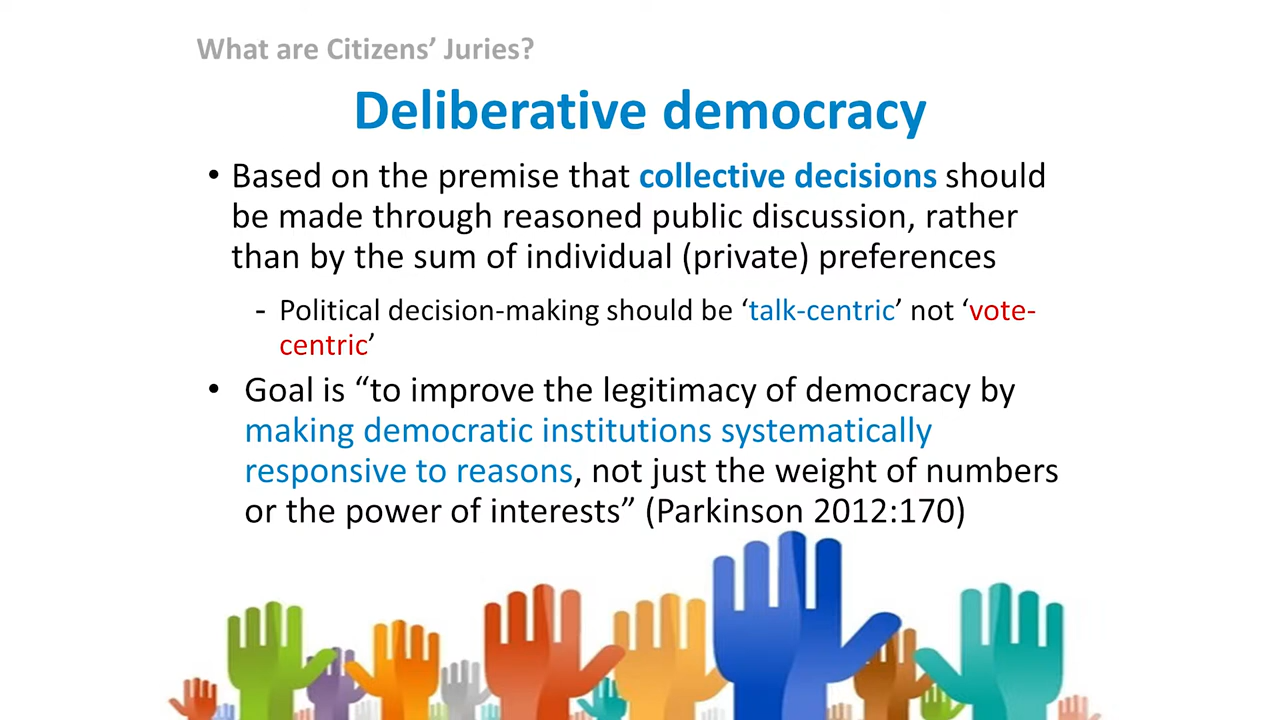 What are Citizens’ Juries?
Deliberative democracy
• Based on the premise that collective decisions should
be made through reasoned public discussion, rather
than by the sum of individual (private) preferences
- Political decision-making should be ‘talk-centric’ not ‘vote-
centric’
• Goal is “to improve the legitimacy of democracy by
making democratic institutions systematically
responsive to reasons, not just the weight of numbers
or the power of interests” (Parkinson 2012:170)